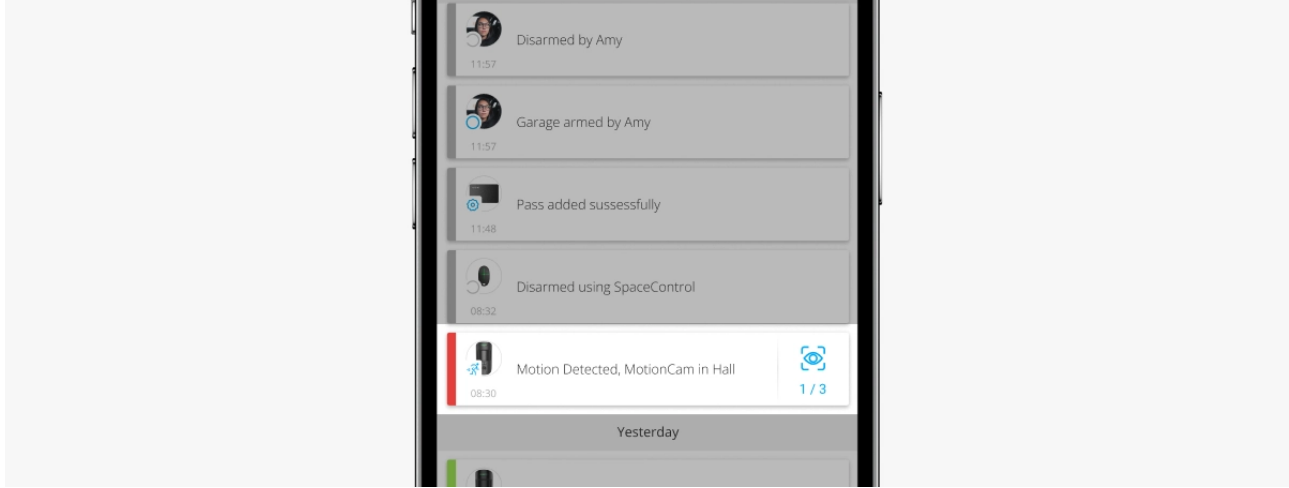 Disarmed by Amy
11:57
Garage armed by Amy
11:57
Pass added sussessfully
11:48
Disarmed using SpaceControl
08:32
Motion Detected, MotionCam in Hall
1 / 3
08:30
Yesterday